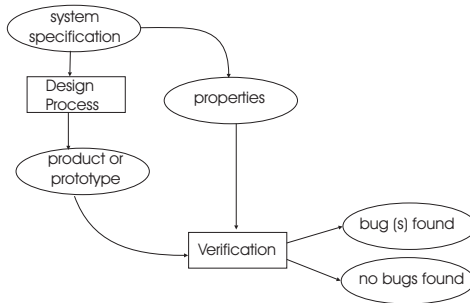 system
specification
Design
Process
properties
product or
prototype
Verification
bug (s) found
no bugs found